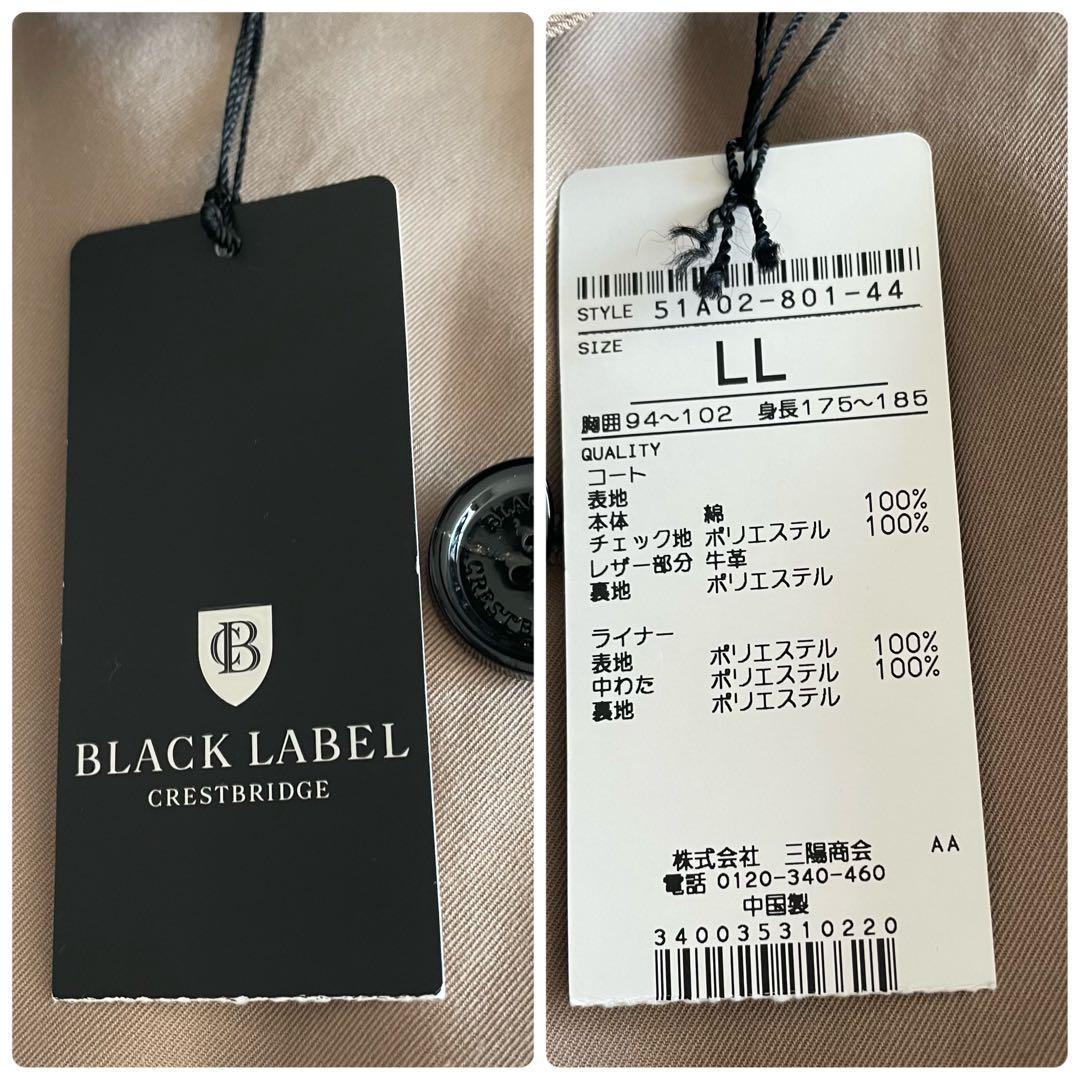 CB
BLACK LABEL
CRESTBRIDGE
BLAC
CRESTB
STYLE 51A02-801-44
SIZE
LL
胸囲94～102 身長175～185
QUALITY
コート
表地
本体 綿 100%
チェック地 ポリエステル 100%
レザー部分 牛革
裏地 ポリエステル
ライナー
表地 ポリエステル 100%
中わた ポリエステル 100%
裏地 ポリエステル
株式会社 三陽商会 AA
電話 0120-340-460
中国製
340035310220